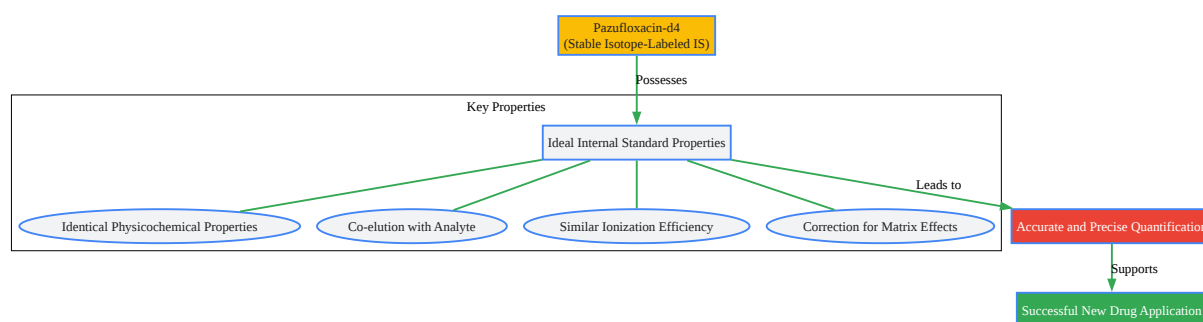 Pazufloxacin-d4
(Stable Isotope-Labeled IS)
Possesses
Key Properties
Ideal Internal Standard Properties
Leads to
Identical Physicochemical Properties
Co-elution with Analyte
Similar Ionization Efficiency
Correction for Matrix Effects
Accurate and Precise Quantification
Supports
Successful New Drug Application